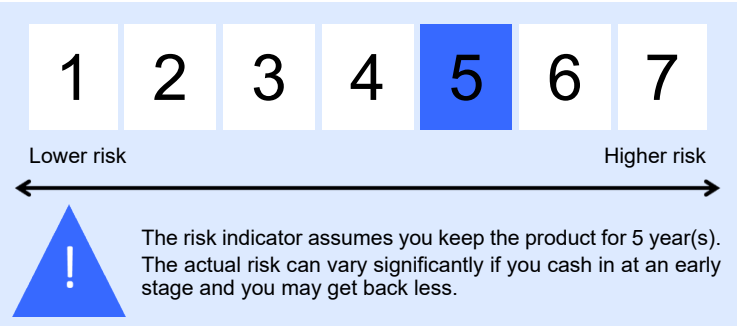 1 2 3 4 5 6 7
Lower risk Higher risk
!
The risk indicator assumes you keep the product for 5 year(s).
The actual risk can vary significantly if you cash in at an early
stage and you may get back less.